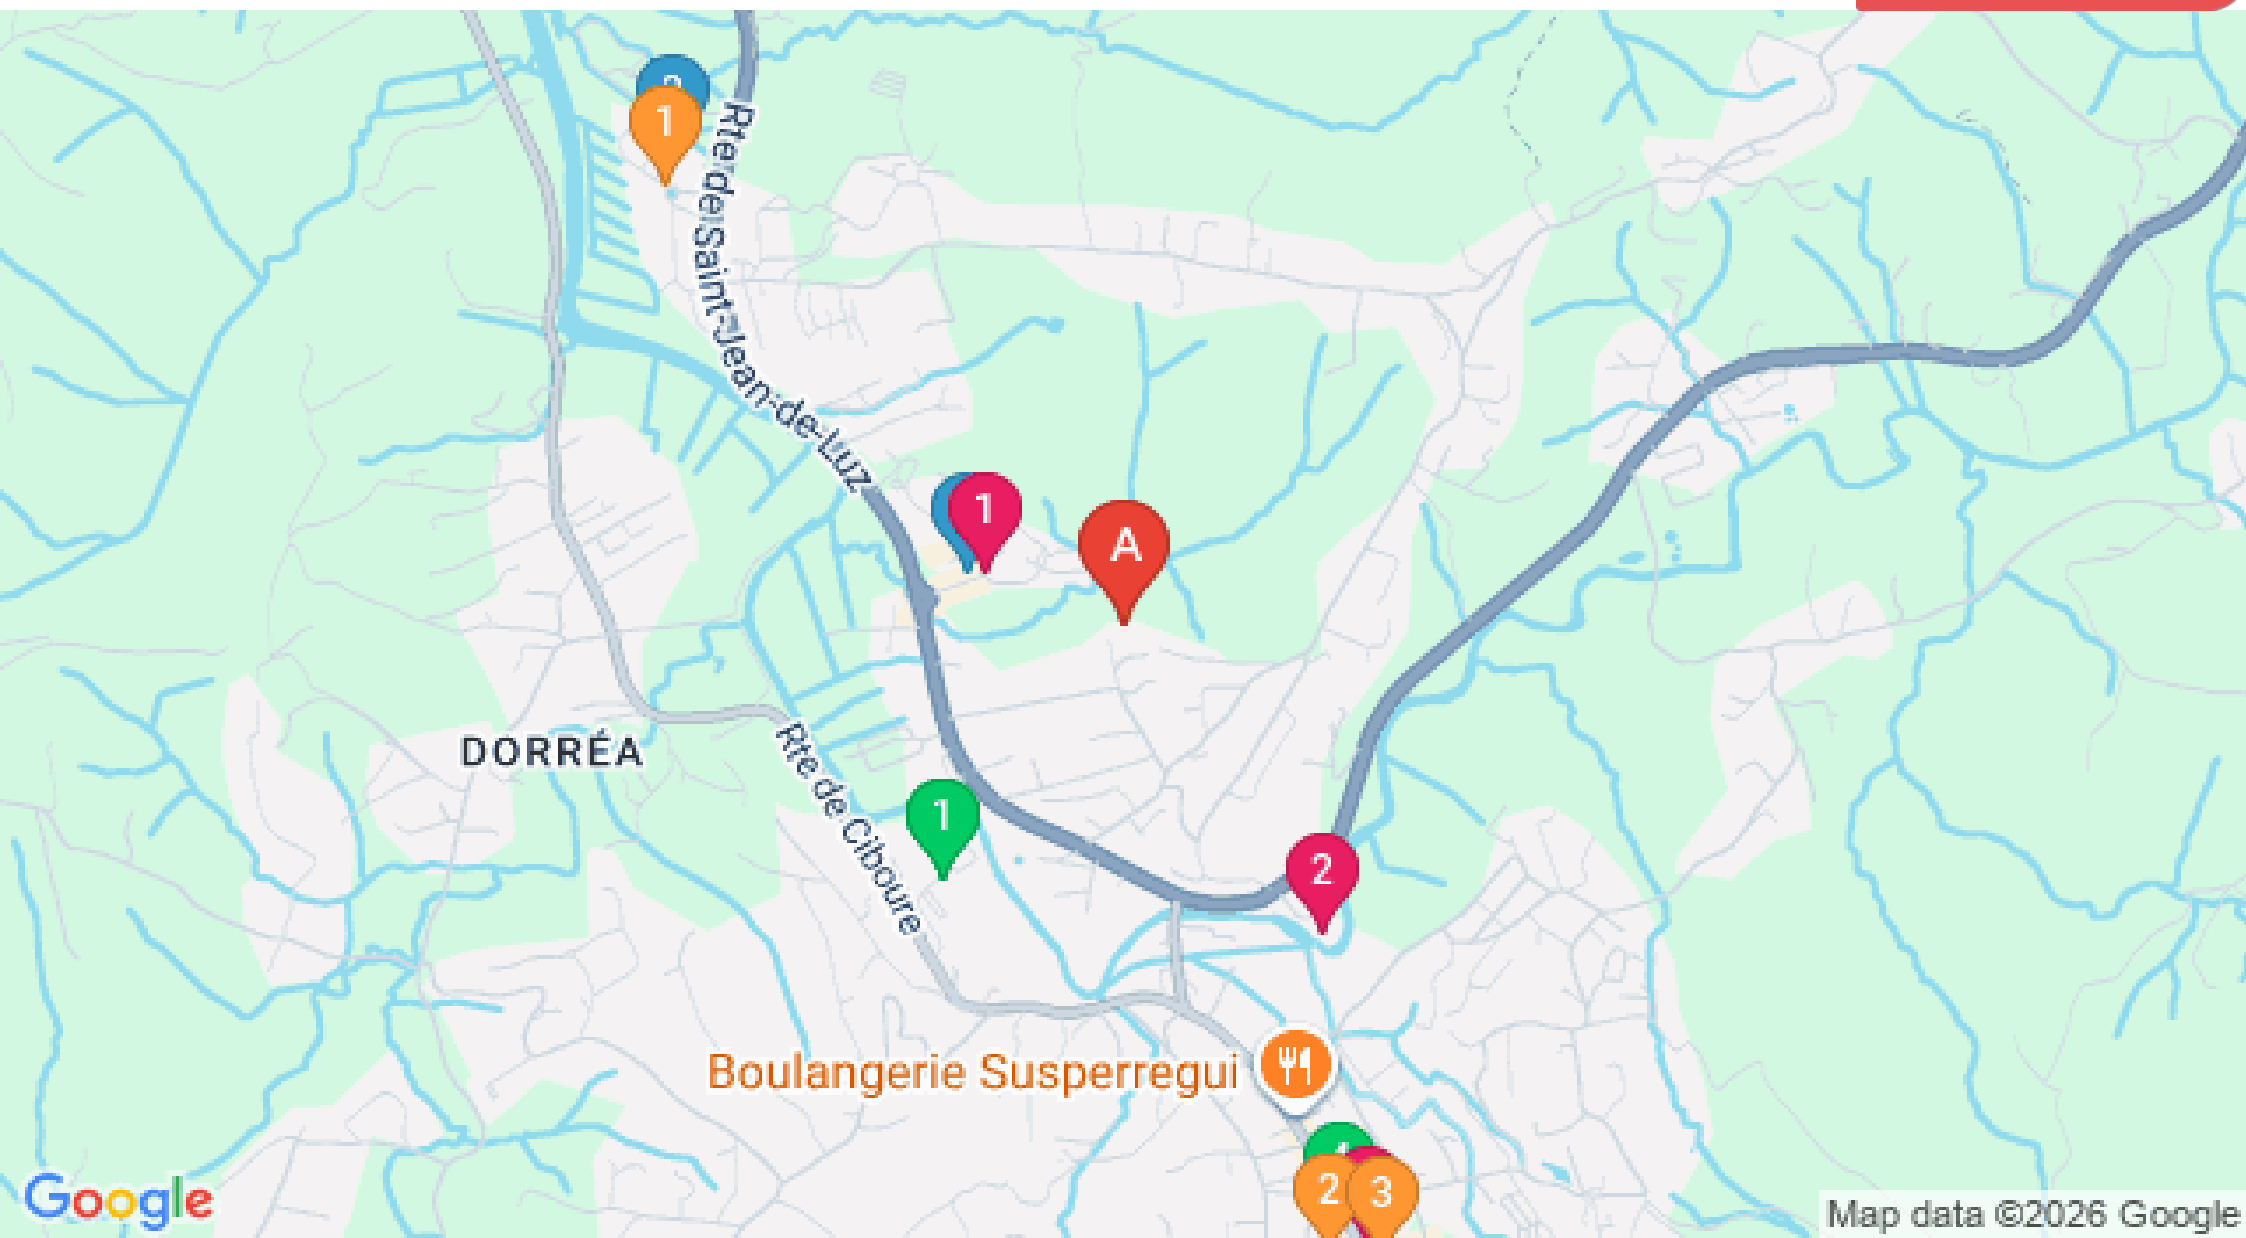 1
Rte de Saint-Jean-de-Luz
1
A
DORRÉA
Rte de Ciboure
1
2
Boulangerie Susperregui
2
3
Google
Map data ©2026 Google